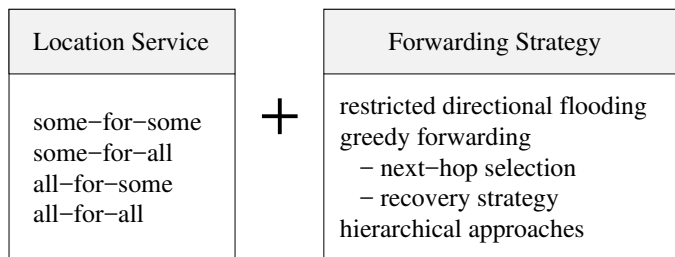 Location Service
some−for−some
some−for−all
all−for−some
all−for−all
+
Forwarding Strategy
restricted directional flooding
greedy forwarding
− next−hop selection
− recovery strategy
hierarchical approaches